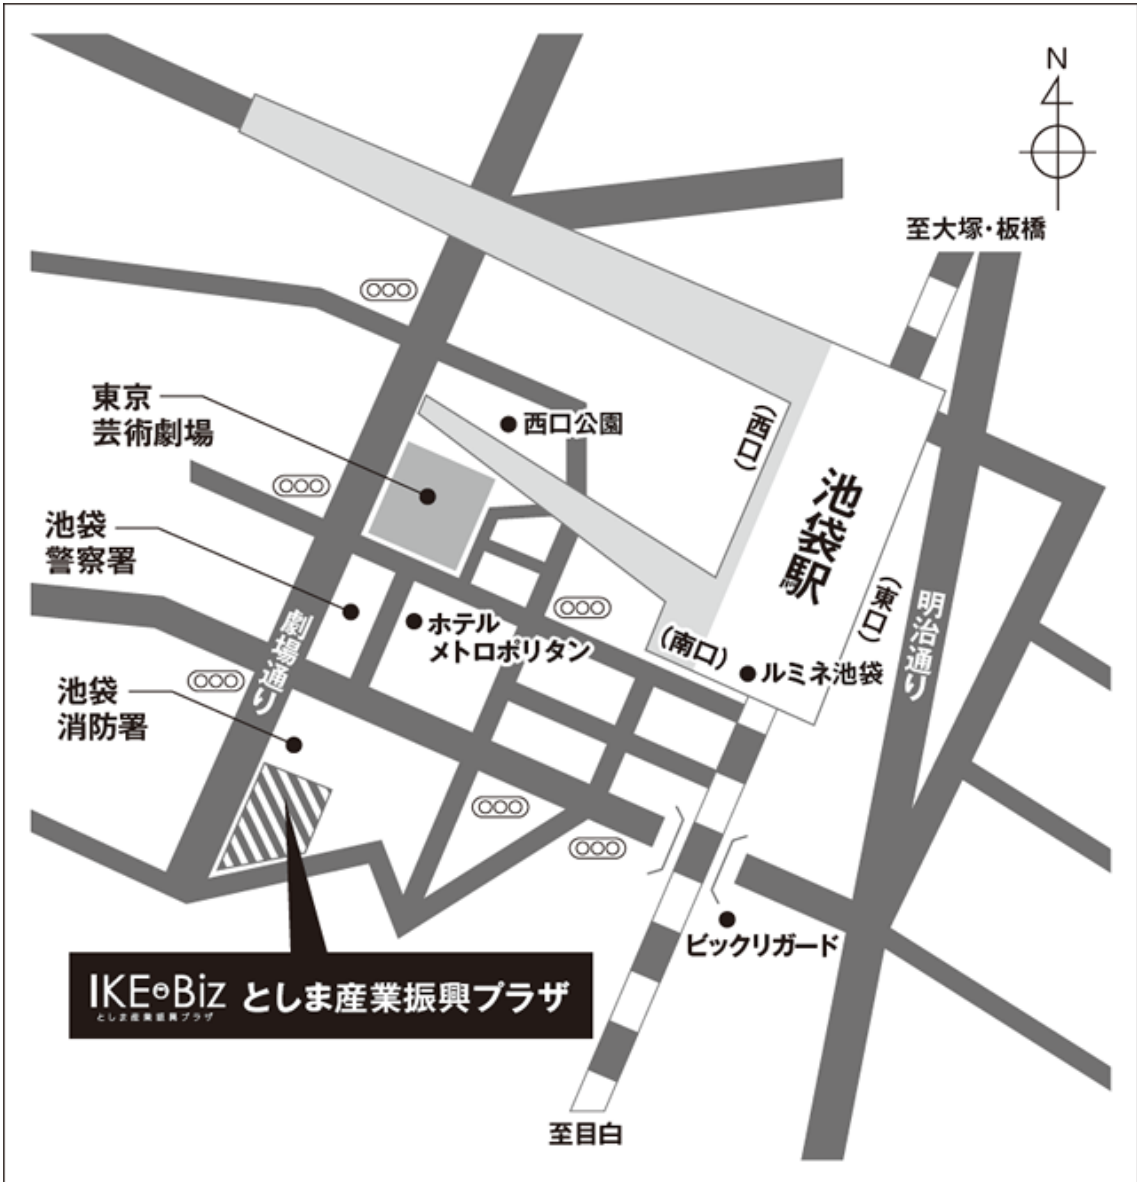 N
至大塚・板橋
東京
芸術劇場
西口公園
(西口)
池袋駅
池袋
警察署
(東口)
明治通り
劇場通り
ホテル
メトロポリタン
(南口)
ルミネ池袋
池袋
消防署
ビックリガード
IKE・Biz としま産業振興プラザ
としま産業振興プラザ
至目白